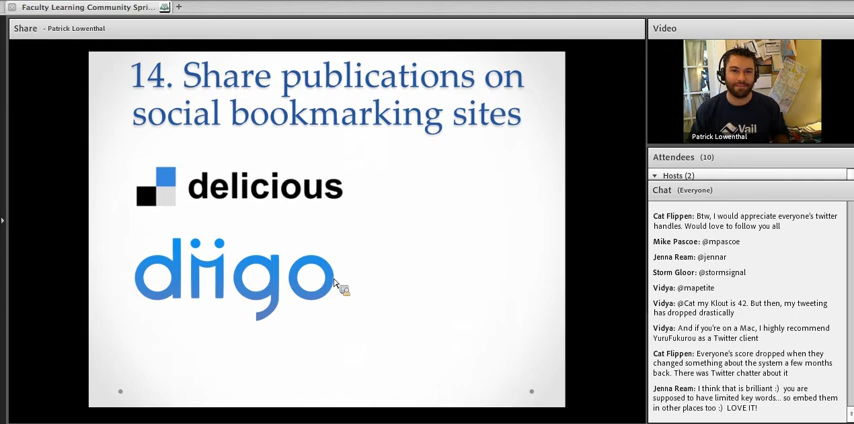 Faculty Learning Community Spri...
Share - Patrick Lowenthal
14. Share publications on
social bookmarking sites
delicious
diigo
Video
Vail
Patrick Lowenthal
Attendees (10)
Hosts (2)
Chat (Everyone)
Cat Flippen: Btw, I would appreciate everyone's twitter
handles. Would love to follow you all
Mike Pascoe: @mpascoe
Jenna Ream: @jennar
Storm Gloor: @stormsignal
Vidya: @mapetite
Vidya: @Cat my Klout is 42. But then, my tweeting
has dropped drastically
Vidya: And if you're on a Mac, I highly recommend
YuruFukurou as a Twitter client
Cat Flippen: Everyone's score dropped when they
changed something about the system a few months
back. There was Twitter chatter about it
Jenna Ream: I think that is brilliant :) you are
supposed to have limited key words... so embed them
in other places too :) LOVE IT!